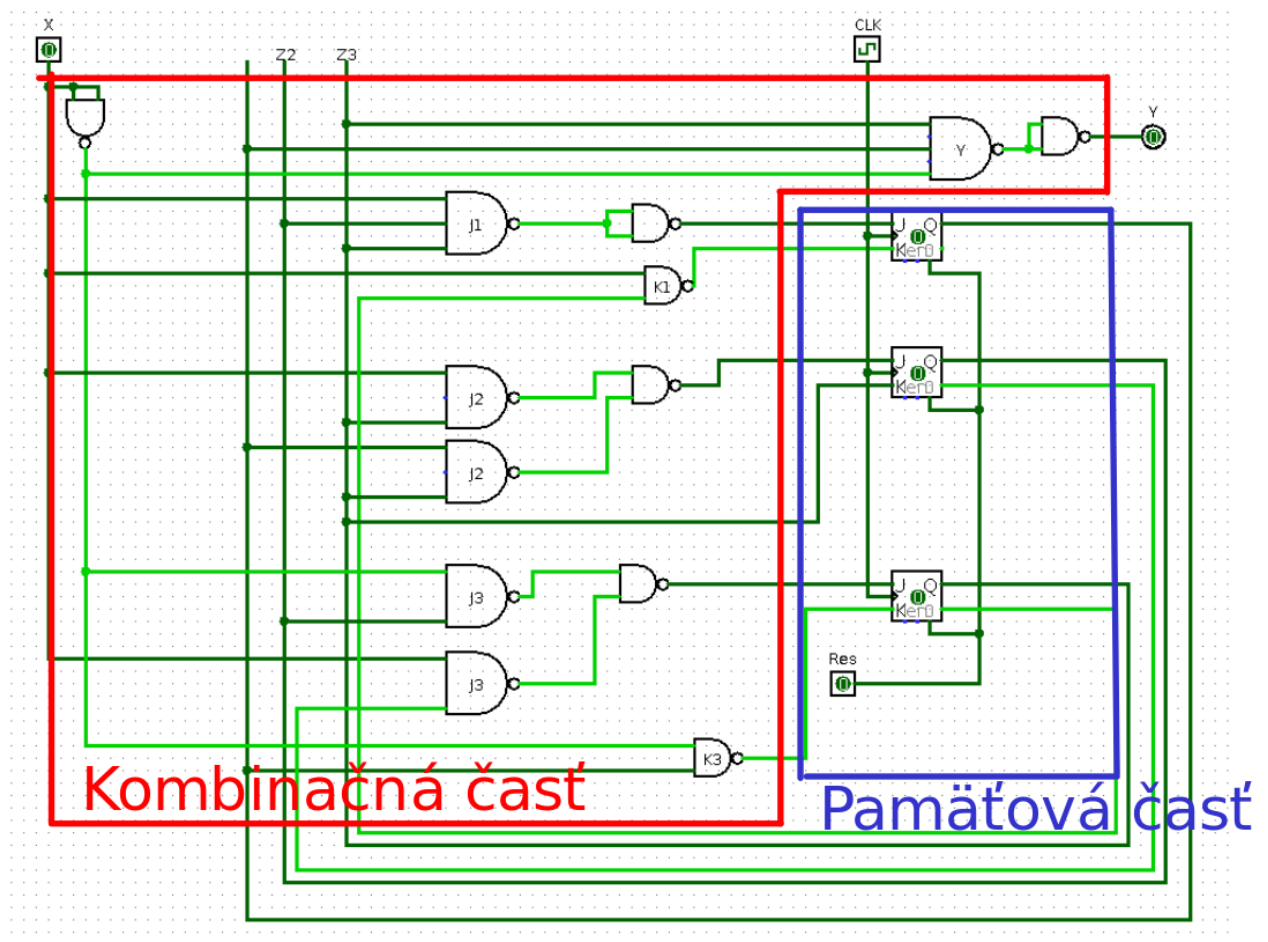 X
CLK
Z2
Z3
Y
Y
J1
J Q
K
K1
J2
J Q
K
J2
J3
J Q
K
Res
J3
K3
Kombinačná časť
Pamäťová časť